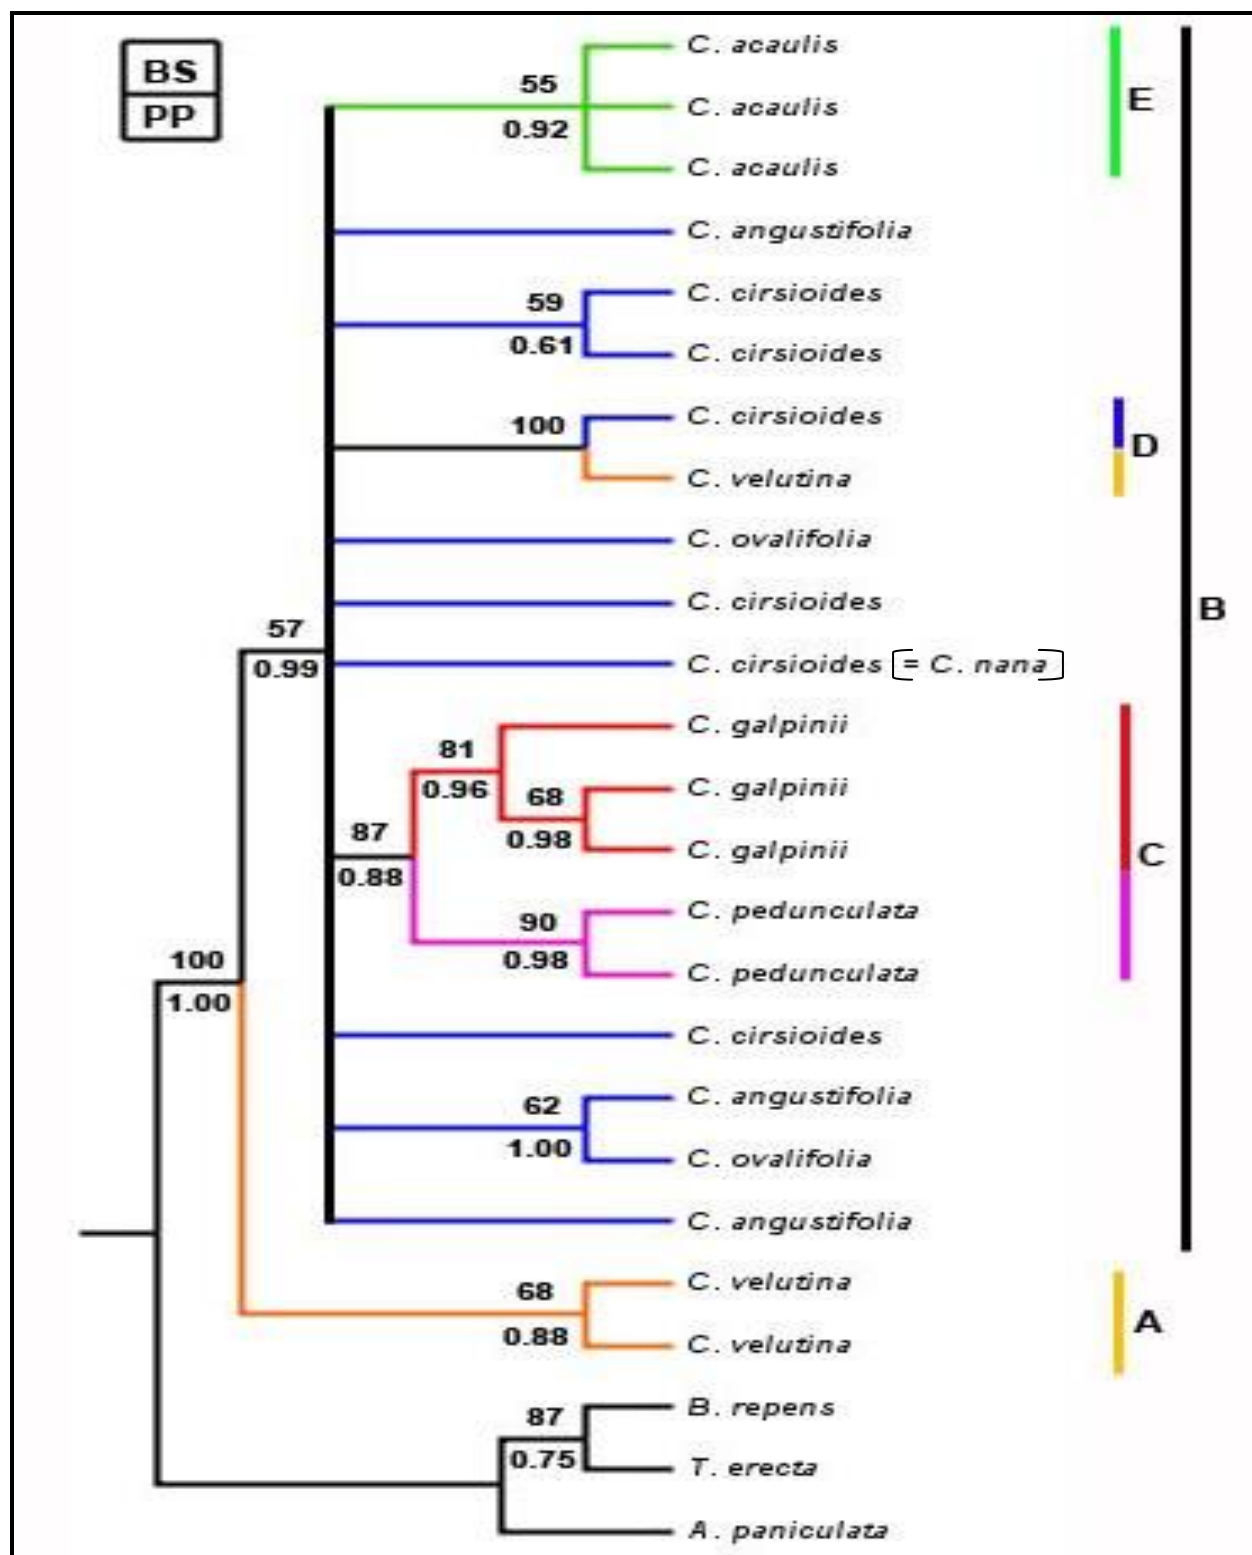 BS
PP
C. acaulis
55
C. acaulis
0.92
C. acaulis
E
C. angustifolia
C. cirsioides
59
0.61
C. cirsioides
C. cirsioides
100
D
C. velutina
C. ovalifolia
C. cirsioides
B
57
0.99
C. cirsioides [= C. nana]
C. galpinii
81
0.96
C. galpinii
68
0.98
C. galpinii
87
0.88
C
C. pedunculata
90
0.98
C. pedunculata
100
1.00
C. cirsioides
C. angustifolia
62
1.00
C. ovalifolia
C. angustifolia
C. velutina
68
0.88
C. velutina
A
B. repens
87
0.75
T. erecta
A. paniculata